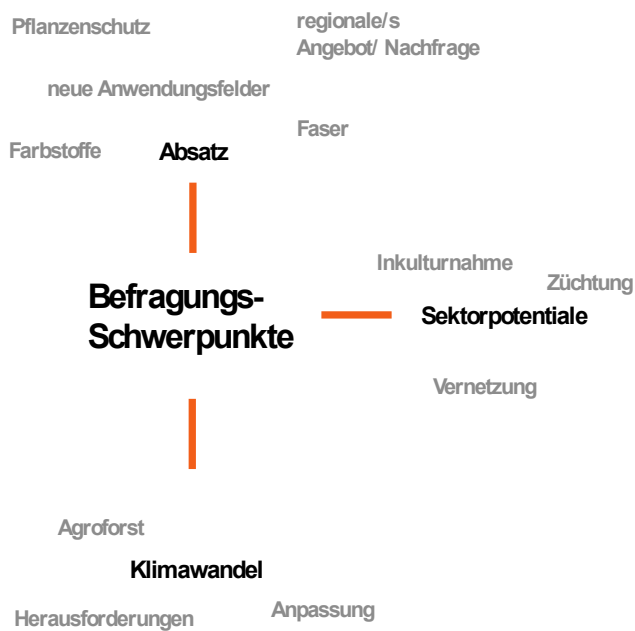 Pflanzenschutz
regionale/s
Angebot/ Nachfrage
neue Anwendungsfelder
Faser
Farbstoffe
Absatz
Inkulturnahme
Züchtung
Befragungs-
Schwerpunkte
Sektorpotentiale
Vernetzung
Agroforst
Klimawandel
Herausforderungen
Anpassung